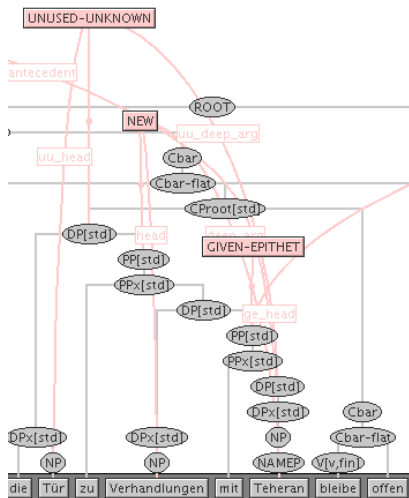 UNUSED-UNKNOWN
antecedent
ROOT
NEW
uu_deep_arg
uu_head
Cbar
Cbar-flat
CProot[std]
DP[std] head deep_arg
GIVEN-EPITHET
PP[std]
PPx[std]
DP[std] ge_head
PP[std]
PPx[std]
DP[std]
DPx[std] Cbar
DPx[std] DPx[std] NP Cbar-flat
NP NP NAMEP V[v,fin]
die Tür zu Verhandlungen mit Teheran bleibe offen